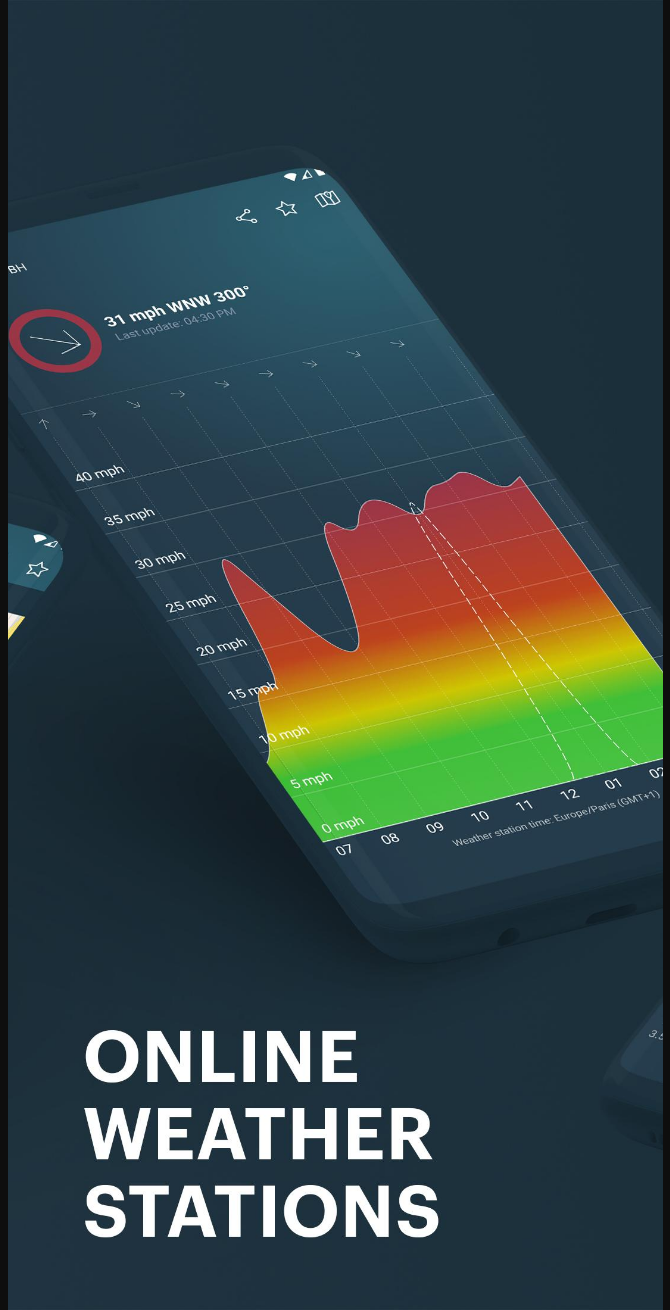 BH
31 mph WNW 300°
Last update: 04:30 PM
40 mph
35 mph
30 mph
25 mph
20 mph
15 mph
10 mph
5 mph
0 mph
07 08 09 10 11 12 01 02
Weather station time: Europe/Paris (GMT+1)
ONLINE
WEATHER
STATIONS